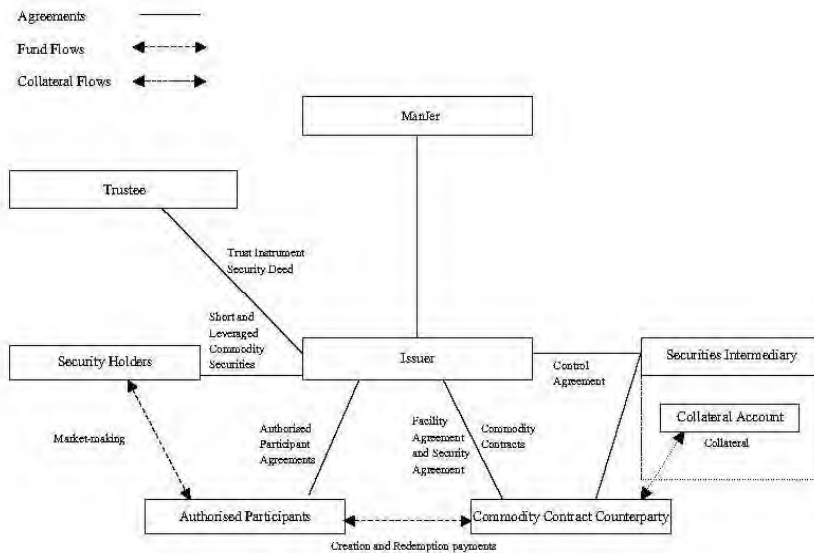 Agreements
Fund Flows
Collateral Flows
ManJer
Trustee
Trust Instrument
Security Deed
Short and
Leveraged
Commodity
Securities
Security Holders
Issuer
Securities Intermediary
Control
Agreement
Collateral Account
Collateral
Market-making
Authorised
Participant
Agreements
Facility
Agreement
and Security
Agreement
Commodity
Contracts
Authorised Participants
Commodity Contract Counterparty
Creation and Redemption payments